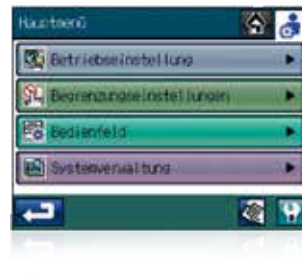 Hauptmenü
Betriebseinstellung
Begrenzungseinstellungen
Bedienfeld
Systemverwaltung